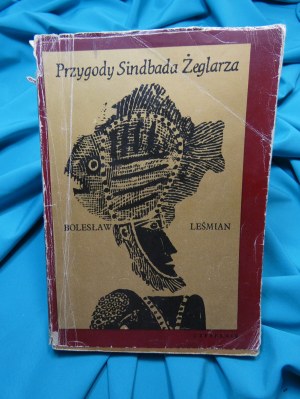 Przygody Sindbada Żeglarza
BOLESŁAW LEŚMIAN